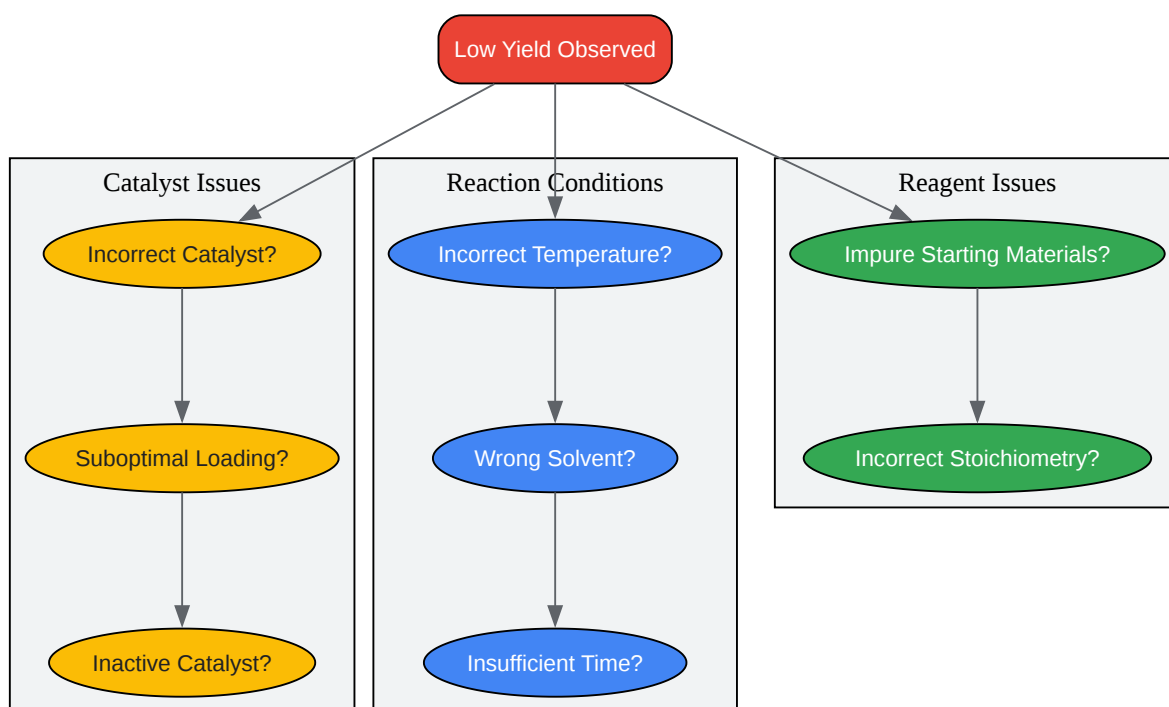 Low Yield Observed
Catalyst Issues
Incorrect Catalyst?
Suboptimal Loading?
Inactive Catalyst?
Reaction Conditions
Incorrect Temperature?
Wrong Solvent?
Insufficient Time?
Reagent Issues
Impure Starting Materials?
Incorrect Stoichiometry?